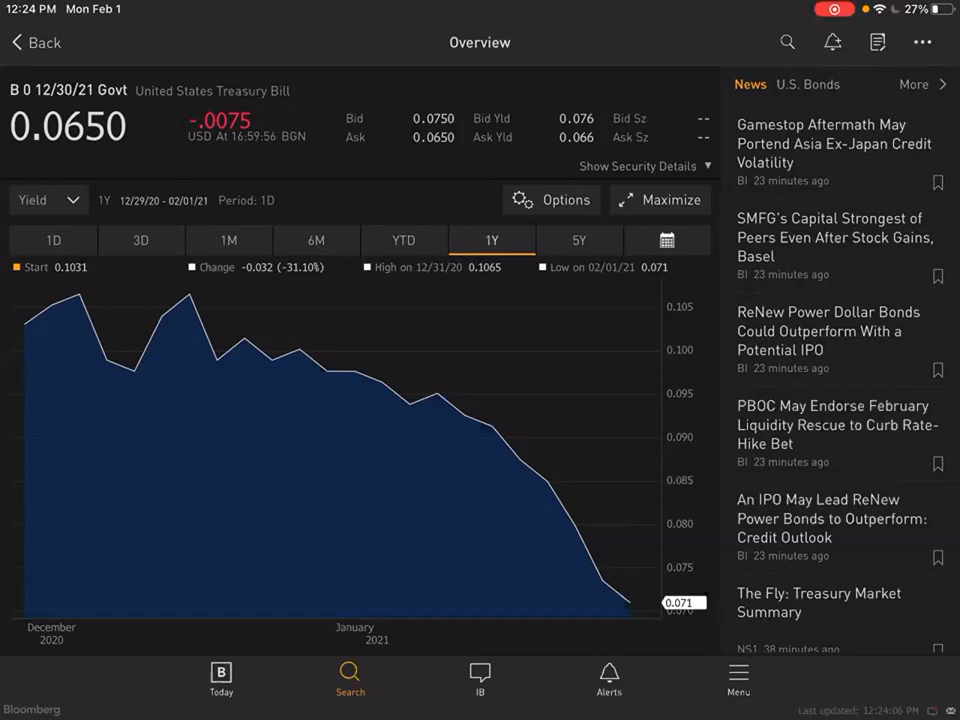 12:24 PM Mon Feb 1
27%
Back
Overview
B 0 12/30/21 Govt United States Treasury Bill
0.0650
-.0075
USD At 16:59:56 BGN
Bid 0.0750 Bid Yld 0.076 Bid Sz --
Ask 0.0650 Ask Yld 0.066 Ask Sz --
Show Security Details
Yield 1Y 12/29/20 - 02/01/21 Period: 1D Options Maximize
1D 3D 1M 6M YTD 1Y 5Y
Start 0.1031 Change -0.032 (-31.10%) High on 12/31/20 0.1065 Low on 02/01/21 0.071
0.105
0.100
0.095
0.090
0.085
0.080
0.075
0.071
0.070
December
2020
January
2021
News U.S. Bonds More
Gamestop Aftermath May
Portend Asia Ex-Japan Credit
Volatility
BI 23 minutes ago
SMFG's Capital Strongest of
Peers Even After Stock Gains,
Basel
BI 23 minutes ago
ReNew Power Dollar Bonds
Could Outperform With a
Potential IPO
BI 23 minutes ago
PBOC May Endorse February
Liquidity Rescue to Curb Rate-
Hike Bet
BI 23 minutes ago
An IPO May Lead ReNew
Power Bonds to Outperform:
Credit Outlook
BI 23 minutes ago
The Fly: Treasury Market
Summary
NS1 38 minutes ago
B
Today Search IB Alerts Menu
Bloomberg
Last updated: 12:24:06 PM